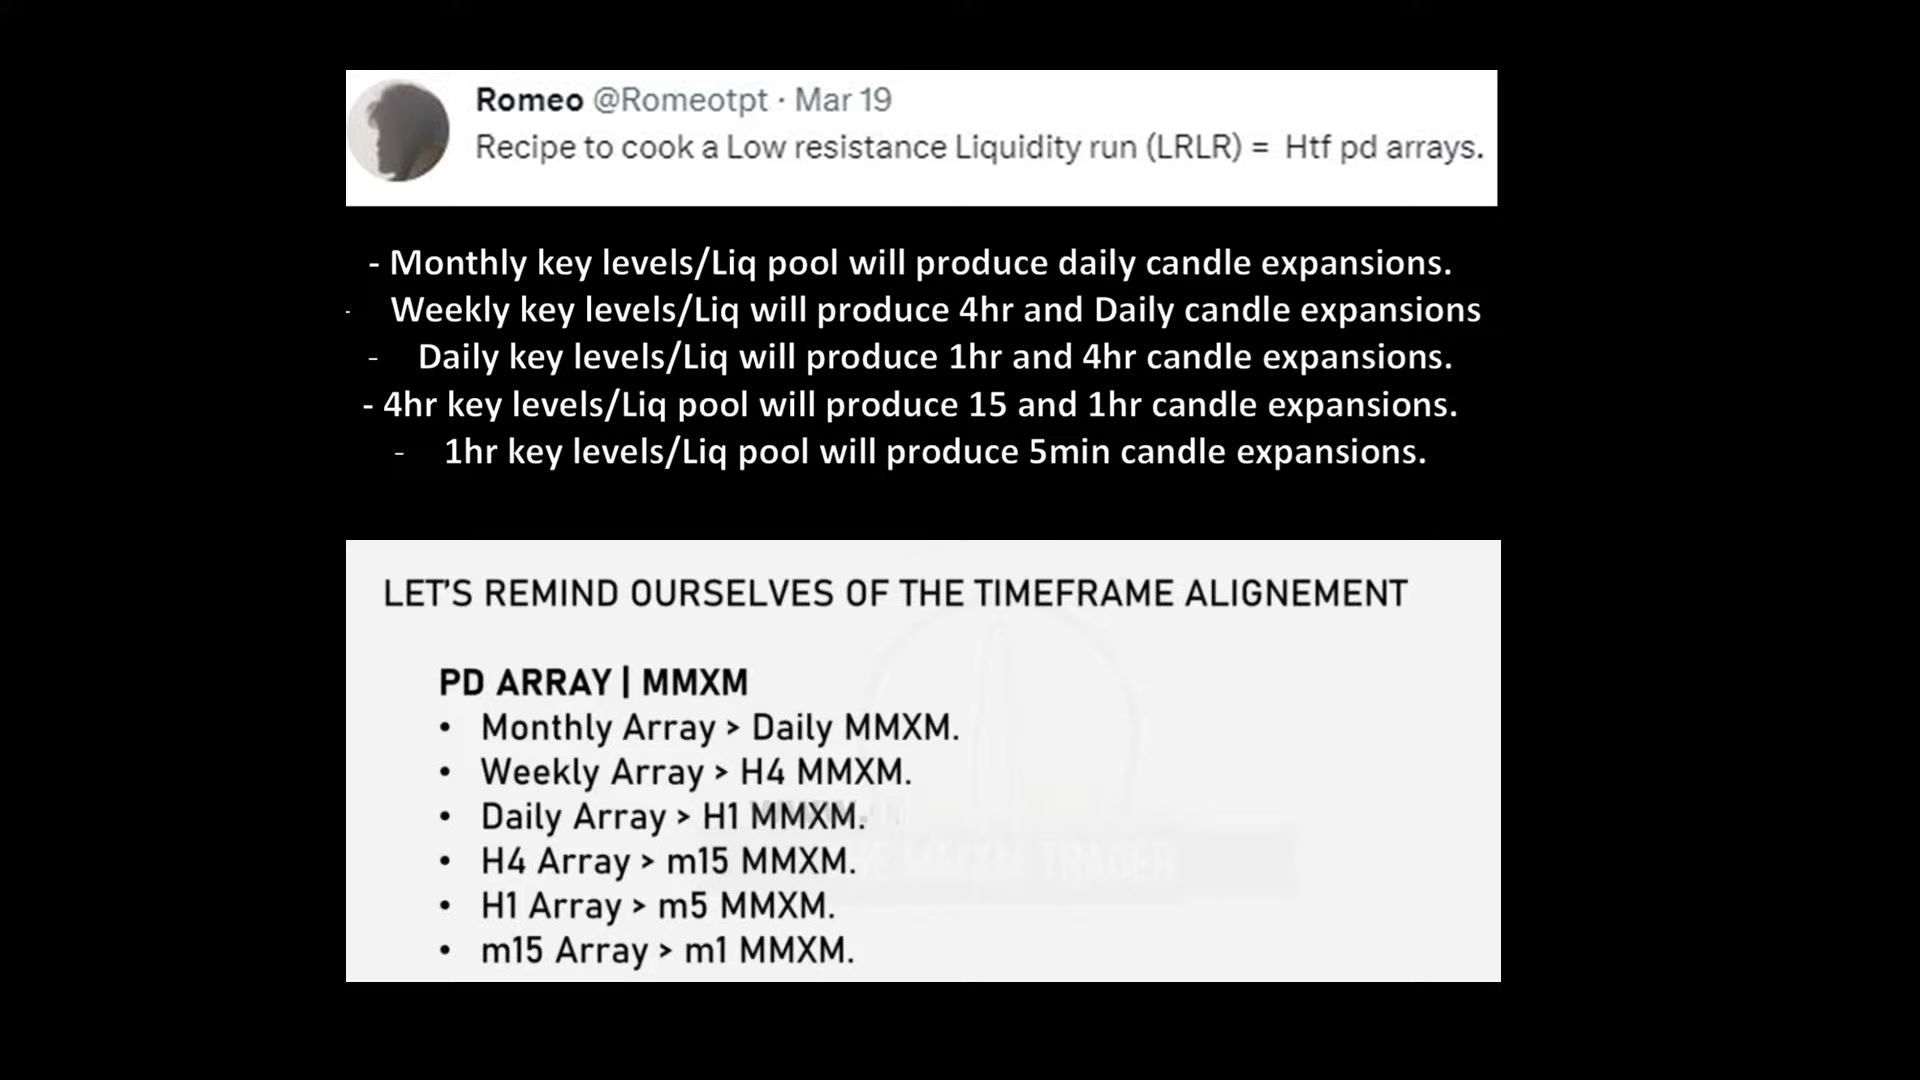 Romeo @Romeotpt · Mar 19
Recipe to cook a Low resistance Liquidity run (LRLR) = Htf pd arrays.
- Monthly key levels/Liq pool will produce daily candle expansions.
- Weekly key levels/Liq will produce 4hr and Daily candle expansions
- Daily key levels/Liq will produce 1hr and 4hr candle expansions.
- 4hr key levels/Liq pool will produce 15 and 1hr candle expansions.
- 1hr key levels/Liq pool will produce 5min candle expansions.
LET'S REMIND OURSELVES OF THE TIMEFRAME ALIGNEMENT
PD ARRAY | MMXM
• Monthly Array > Daily MMXM.
• Weekly Array > H4 MMXM.
• Daily Array > H1 MMXM.
• H4 Array > m15 MMXM.
• H1 Array > m5 MMXM.
• m15 Array > m1 MMXM.